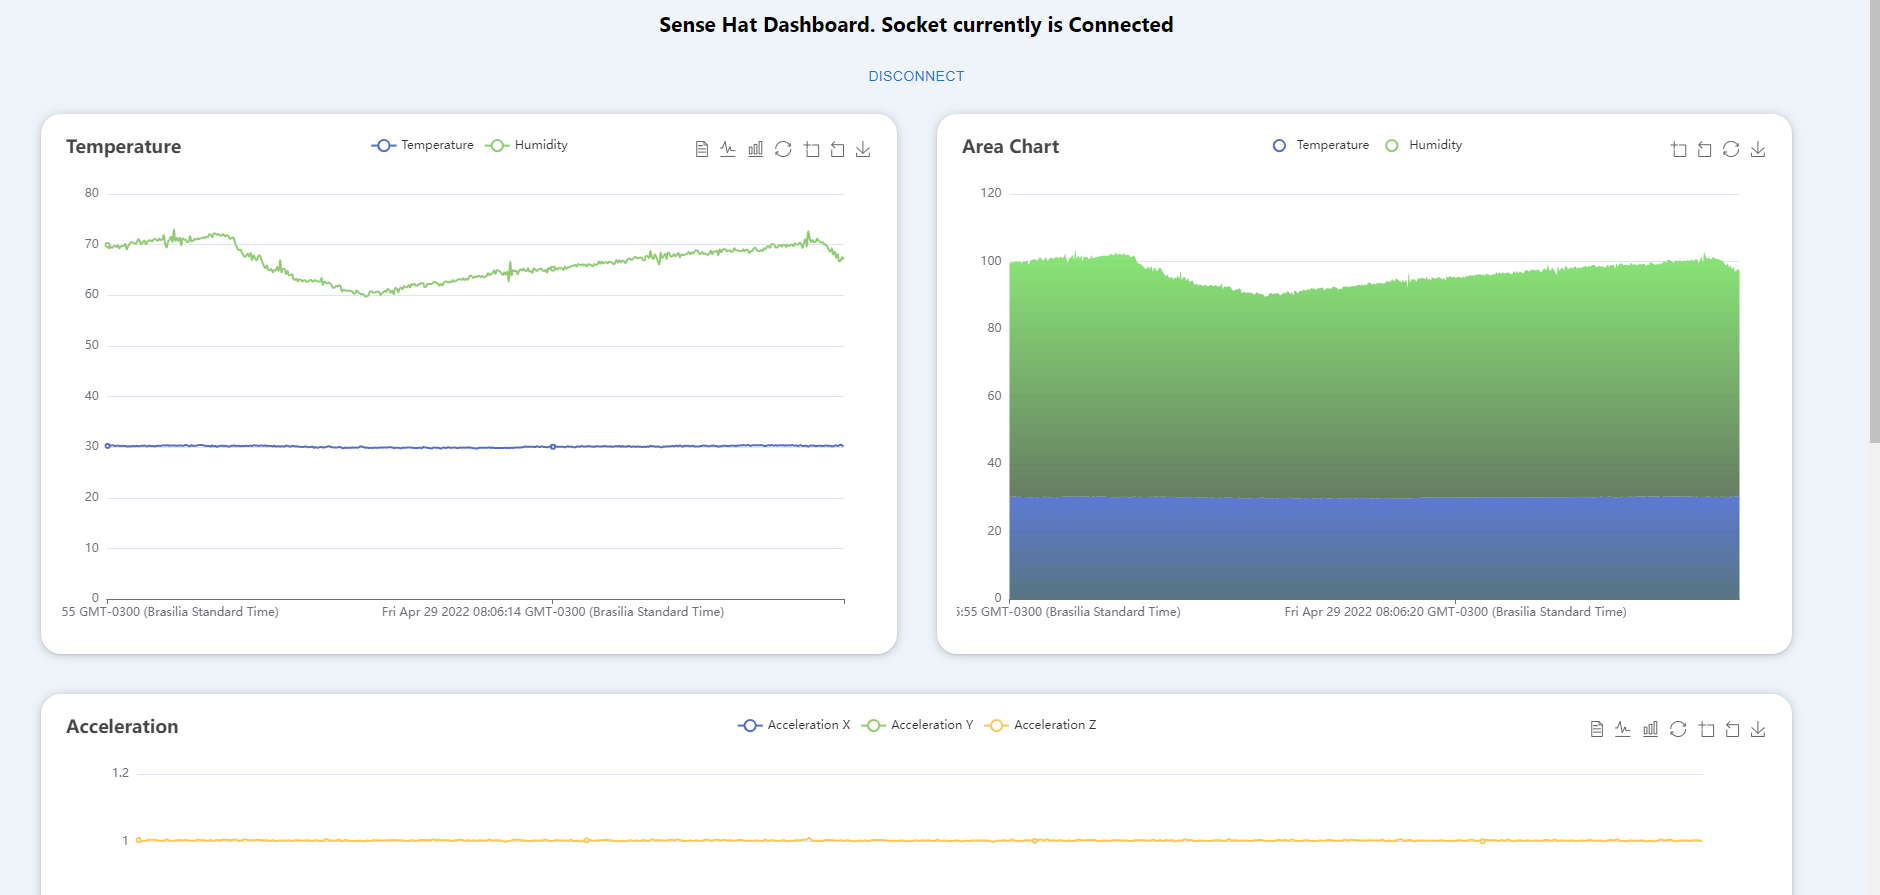 Sense Hat Dashboard. Socket currently is Connected
DISCONNECT
Temperature
Temperature Humidity
80
70
60
50
40
30
20
10
0
55 GMT-0300 (Brasilia Standard Time) Fri Apr 29 2022 08:06:14 GMT-0300 (Brasilia Standard Time)
Area Chart
Temperature Humidity
120
100
80
60
40
20
0
:55 GMT-0300 (Brasilia Standard Time) Fri Apr 29 2022 08:06:20 GMT-0300 (Brasilia Standard Time)
Acceleration
Acceleration X Acceleration Y Acceleration Z
1.2
1